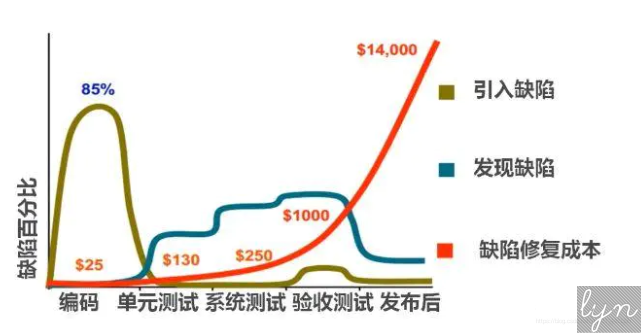 $14,000
85%
引入缺陷
发现缺陷
缺陷修复成本
缺陷百分比
$1000
$250
$130
$25
编码 单元测试 系统测试 验收测试 发布后
lyn